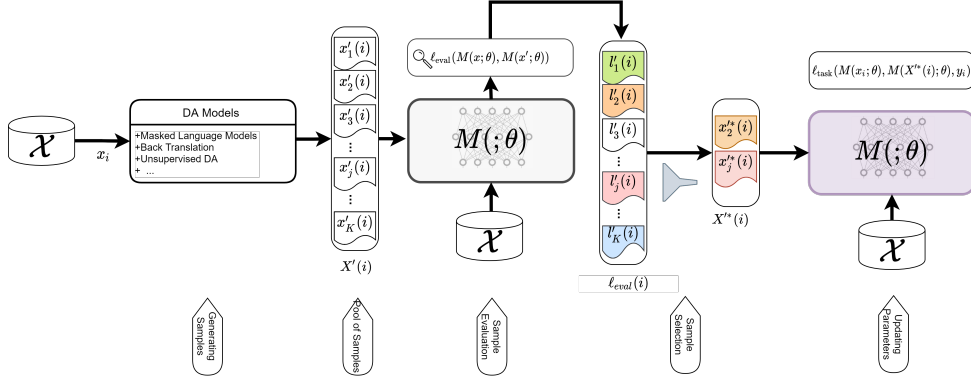 𝒳
x_i
DA Models
+Masked Language Models
+Back Translation
+Unsupervised DA
+ ...
x′_1(i)
x′_2(i)
x′_3(i)
⋮
x′_j(i)
⋮
x′_K(i)
X′(i)
ℓ_eval(M(x;θ), M(x′;θ))
M(;θ)
𝒳
l′_1(i)
l′_2(i)
l′_3(i)
⋮
l′_j(i)
⋮
l′_K(i)
ℓ_eval(i)
x′*_2(i)
x′*_j(i)
X′*(i)
ℓ_task(M(x_i;θ), M(X′*(i);θ), y_i)
M(;θ)
𝒳
Generating
Samples
Pool of Samples
Sample
Evaluation
Sample
Selection
Updating
Parameters